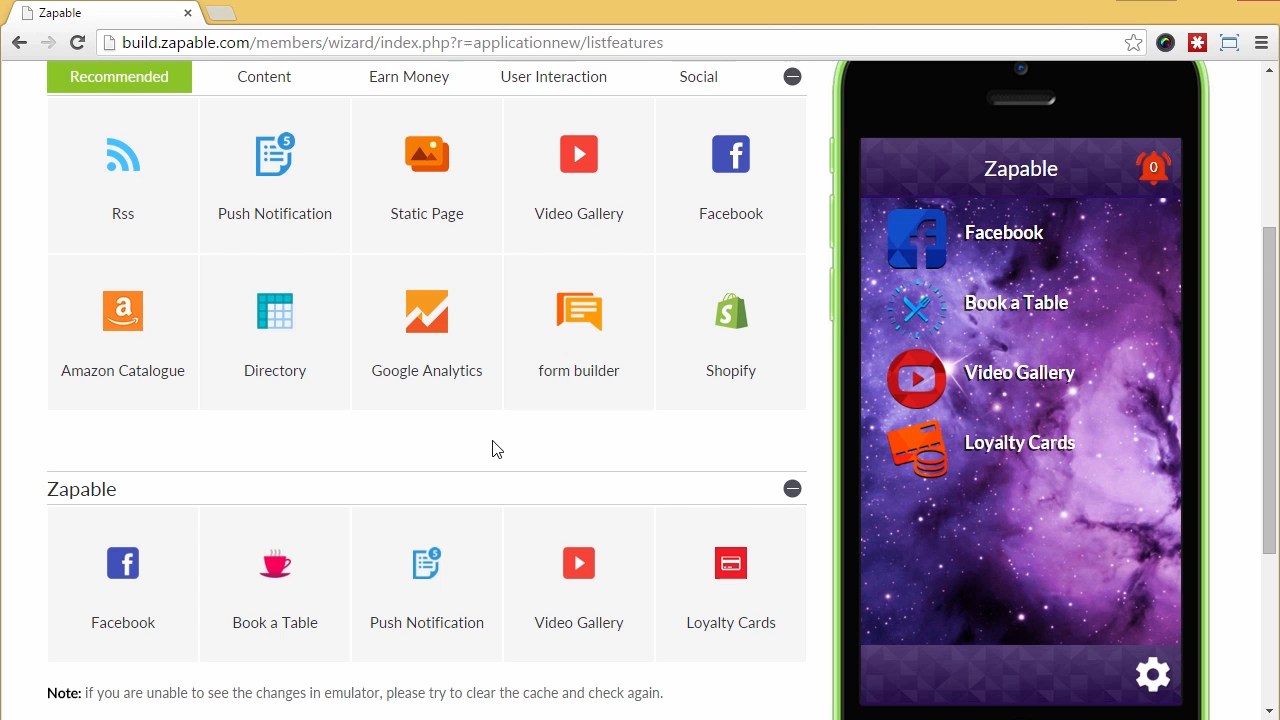 Zapable
build.zapable.com/members/wizard/index.php?r=applicationnew/listfeatures
Recommended Content Earn Money User Interaction Social
Rss Push Notification Static Page Video Gallery Facebook
5
f
a
Amazon Catalogue Directory Google Analytics form builder Shopify
S
Zapable
f
5
Facebook Book a Table Push Notification Video Gallery Loyalty Cards
Note: if you are unable to see the changes in emulator, please try to clear the cache and check again.
Zapable
0
Facebook
Book a Table
Video Gallery
Loyalty Cards